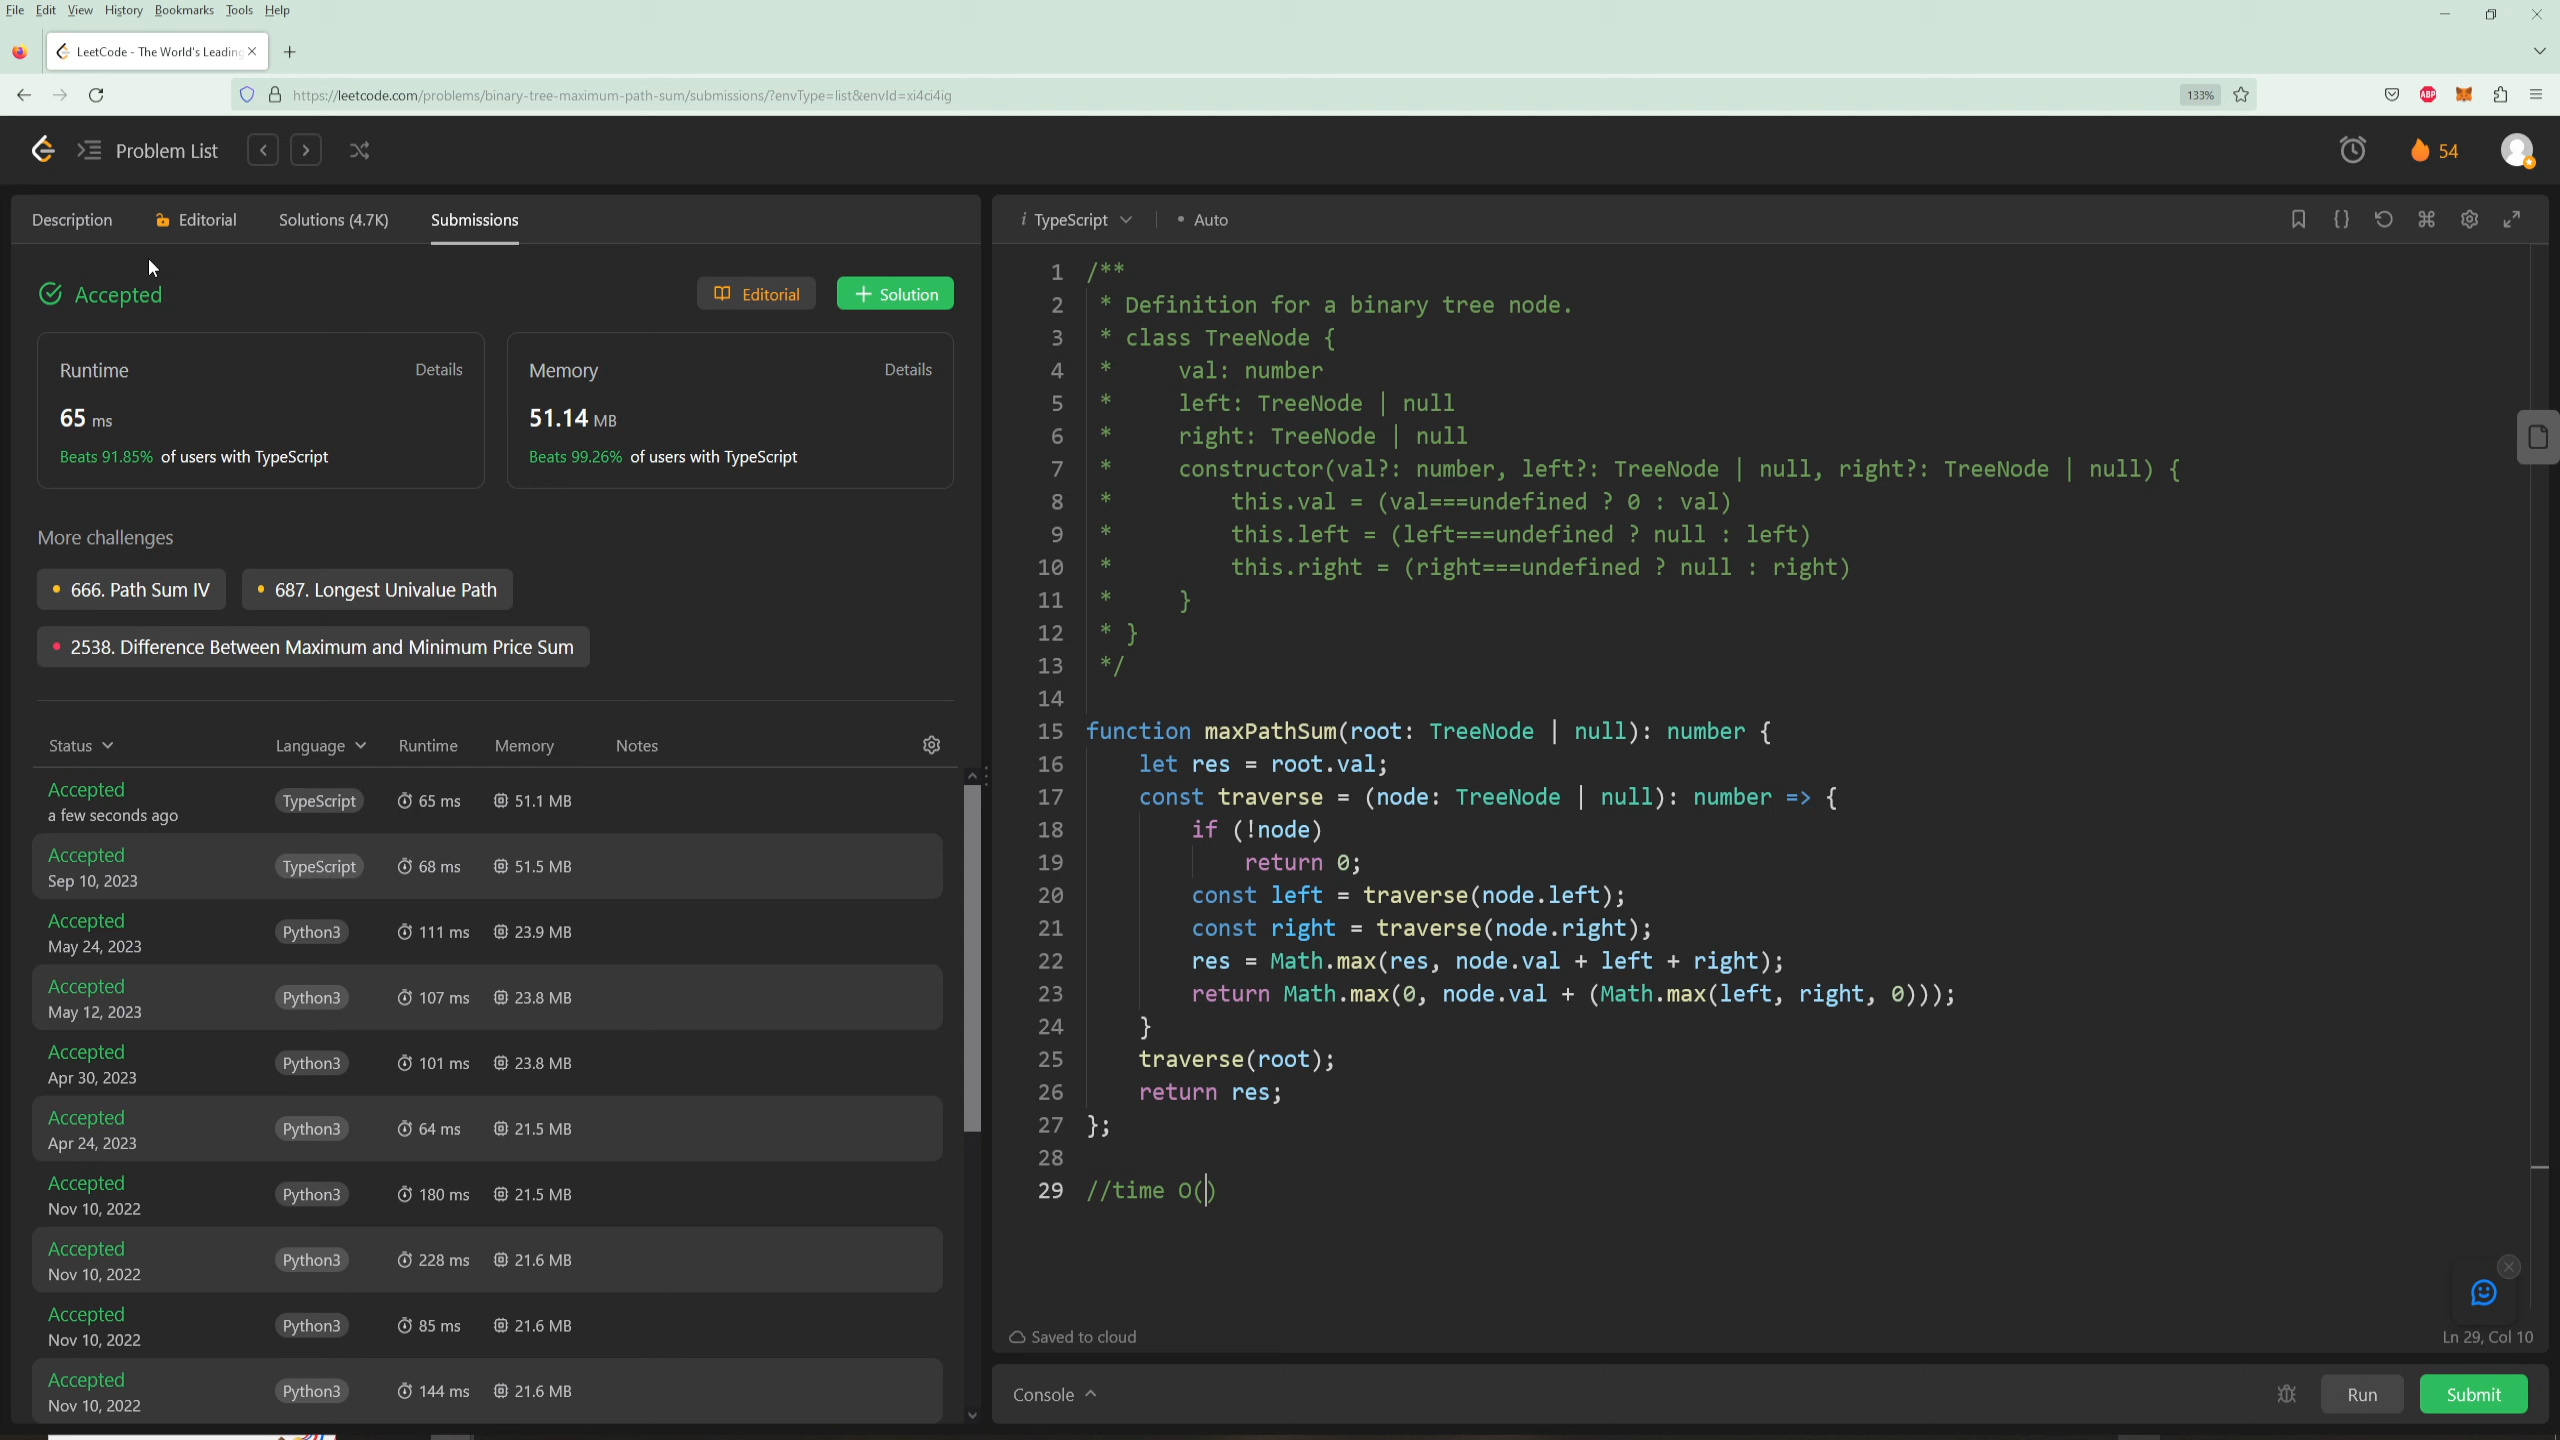 File Edit View History Bookmarks Tools Help
LeetCode - The World's Leading
https://leetcode.com/problems/binary-tree-maximum-path-sum/submissions/?envType=list&envId=xi4ci4ig
133%
ABP
Problem List
54
Description
Editorial
Solutions (4.7K)
Submissions
Accepted
Editorial
Solution
Runtime
Details
65 ms
Beats 91.85% of users with TypeScript
Memory
Details
51.14 MB
Beats 99.26% of users with TypeScript
More challenges
666. Path Sum IV
687. Longest Univalue Path
2538. Difference Between Maximum and Minimum Price Sum
Status Language Runtime Memory Notes
Accepted
a few seconds ago
TypeScript 65 ms 51.1 MB
Accepted
Sep 10, 2023
TypeScript 68 ms 51.5 MB
Accepted
May 24, 2023
Python3 111 ms 23.9 MB
Accepted
May 12, 2023
Python3 107 ms 23.8 MB
Accepted
Apr 30, 2023
Python3 101 ms 23.8 MB
Accepted
Apr 24, 2023
Python3 64 ms 21.5 MB
Accepted
Nov 10, 2022
Python3 180 ms 21.5 MB
Accepted
Nov 10, 2022
Python3 228 ms 21.6 MB
Accepted
Nov 10, 2022
Python3 85 ms 21.6 MB
Accepted
Nov 10, 2022
Python3 144 ms 21.6 MB
i TypeScript
• Auto
1 /**
2 * Definition for a binary tree node.
3 * class TreeNode {
4 *     val: number
5 *     left: TreeNode | null
6 *     right: TreeNode | null
7 *     constructor(val?: number, left?: TreeNode | null, right?: TreeNode | null) {
8 *         this.val = (val===undefined ? 0 : val)
9 *         this.left = (left===undefined ? null : left)
10 *         this.right = (right===undefined ? null : right)
11 *     }
12 * }
13 */
14
15 function maxPathSum(root: TreeNode | null): number {
16     let res = root.val;
17     const traverse = (node: TreeNode | null): number => {
18         if (!node)
19             return 0;
20         const left = traverse(node.left);
21         const right = traverse(node.right);
22         res = Math.max(res, node.val + left + right);
23         return Math.max(0, node.val + (Math.max(left, right, 0)));
24     }
25     traverse(root);
26     return res;
27 };
28
29 //time O()
Saved to cloud
Ln 29, Col 10
Console
Run
Submit